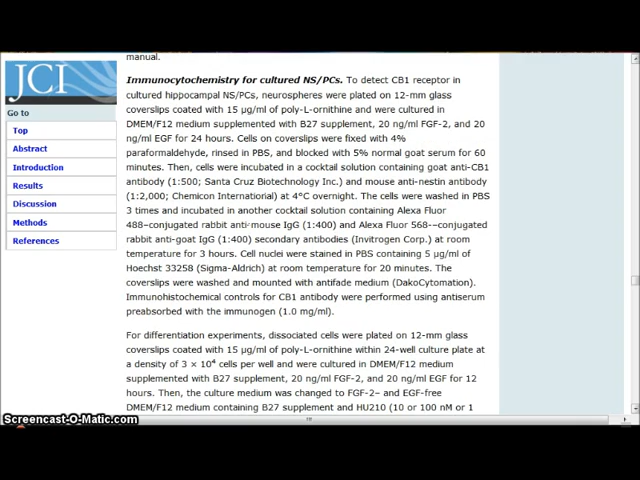 manual.
JCI
Immunocytochemistry for cultured NS/PCs. To detect CB1 receptor in
cultured hippocampal NS/PCs, neurospheres were plated on 12-mm glass
coverslips coated with 15 μg/ml of poly-L-ornithine and were cultured in
DMEM/F12 medium supplemented with B27 supplement, 20 ng/ml FGF-2, and 20
ng/ml EGF for 24 hours. Cells on coverslips were fixed with 4%
paraformaldehyde, rinsed in PBS, and blocked with 5% normal goat serum for 60
minutes. Then, cells were incubated in a cocktail solution containing goat anti-CB1
antibody (1:500; Santa Cruz Biotechnology Inc.) and mouse anti-nestin antibody
(1:2,000; Chemicon International) at 4°C overnight. The cells were washed in PBS
3 times and incubated in another cocktail solution containing Alexa Fluor
488–conjugated rabbit anti-mouse IgG (1:400) and Alexa Fluor 568-–conjugated
rabbit anti-goat IgG (1:400) secondary antibodies (Invitrogen Corp.) at room
temperature for 3 hours. Cell nuclei were stained in PBS containing 5 μg/ml of
Hoechst 33258 (Sigma-Aldrich) at room temperature for 20 minutes. The
coverslips were washed and mounted with antifade medium (DakoCytomation).
Immunohistochemical controls for CB1 antibody were performed using antiserum
preabsorbed with the immunogen (1.0 mg/ml).
For differentiation experiments, dissociated cells were plated on 12-mm glass
coverslips coated with 15 μg/ml of poly-L-ornithine within 24-well culture plate at
a density of 3 × 10⁴ cells per well and were cultured in DMEM/F12 medium
supplemented with B27 supplement, 20 ng/ml FGF-2, and 20 ng/ml EGF for 12
hours. Then, the culture medium was changed to FGF-2– and EGF-free
DMEM/F12 medium containing B27 supplement and HU210 (10 or 100 nM or 1
Go to
Top
Abstract
Introduction
Results
Discussion
Methods
References
Screencast-O-Matic.com